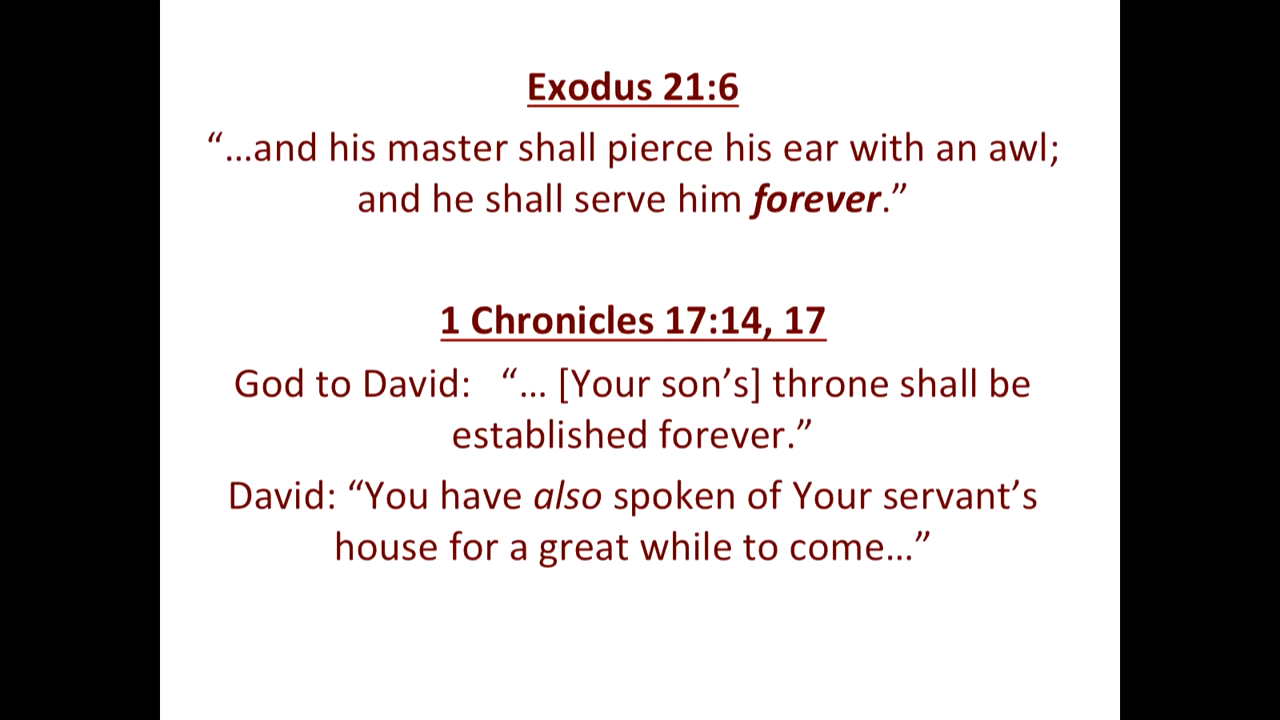 Exodus 21:6
“…and his master shall pierce his ear with an awl;
and he shall serve him forever.”
1 Chronicles 17:14, 17
God to David:   “… [Your son’s] throne shall be
established forever.”
David: “You have also spoken of Your servant’s
house for a great while to come…”